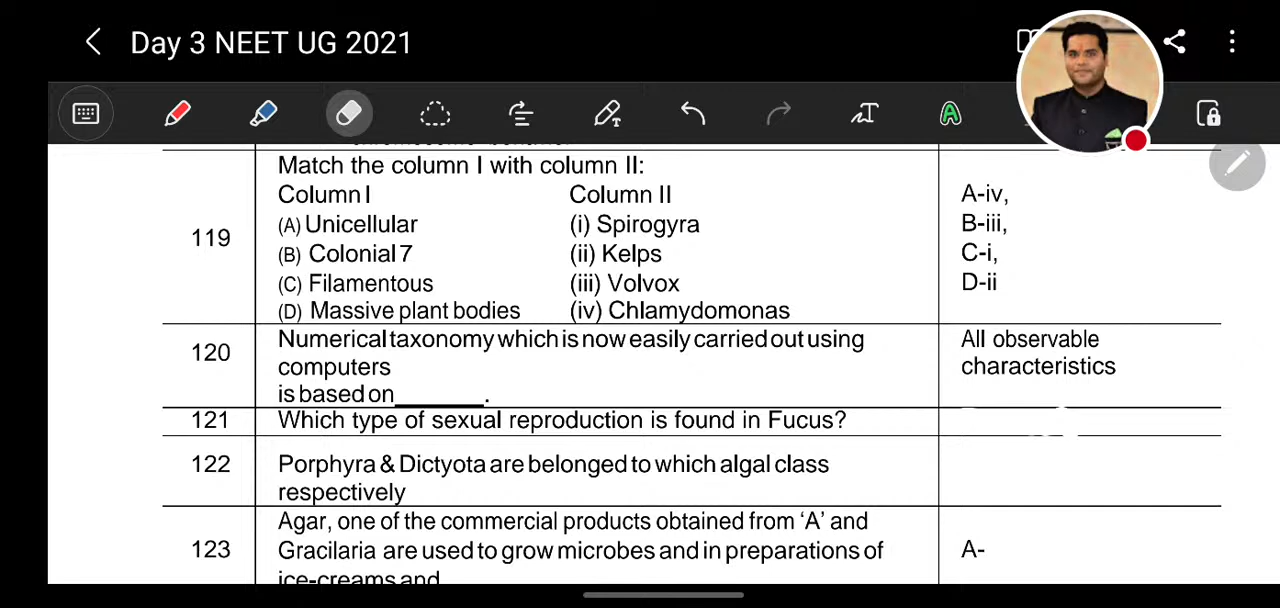 Day 3 NEET UG 2021
Match the column I with column II:
Column I Column II
119
(A) Unicellular (i) Spirogyra
(B) Colonial 7 (ii) Kelps
(C) Filamentous (iii) Volvox
(D) Massive plant bodies (iv) Chlamydomonas
A-iv,
B-iii,
C-i,
D-ii
120
Numerical taxonomy which is now easily carried out using
computers
is based on_______.
All observable
characteristics
121 Which type of sexual reproduction is found in Fucus?
122
Porphyra & Dictyota are belonged to which algal class
respectively
123
Agar, one of the commercial products obtained from ‘A’ and
Gracilaria are used to grow microbes and in preparations of
ice-creams and
A-